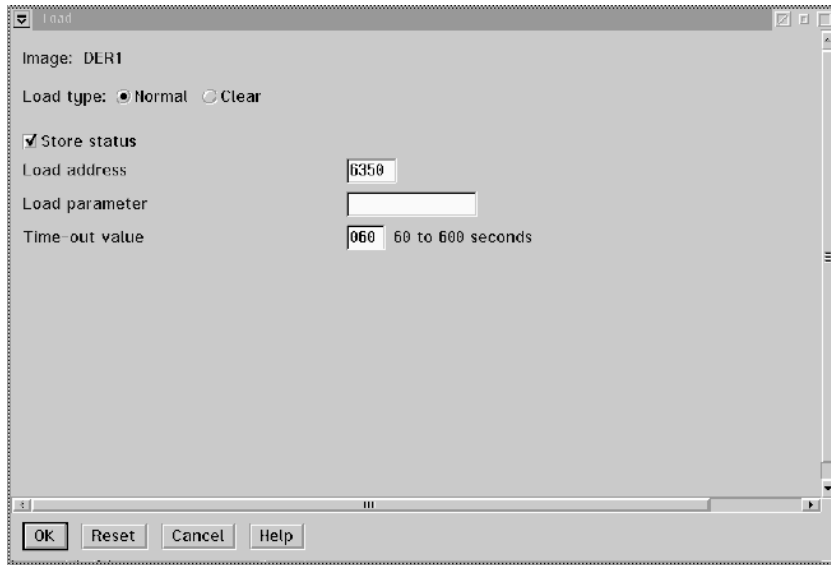 Load
Image: DER1
Load type: Normal Clear
Store status
Load address 6350
Load parameter
Time-out value 060 60 to 600 seconds
OK Reset Cancel Help